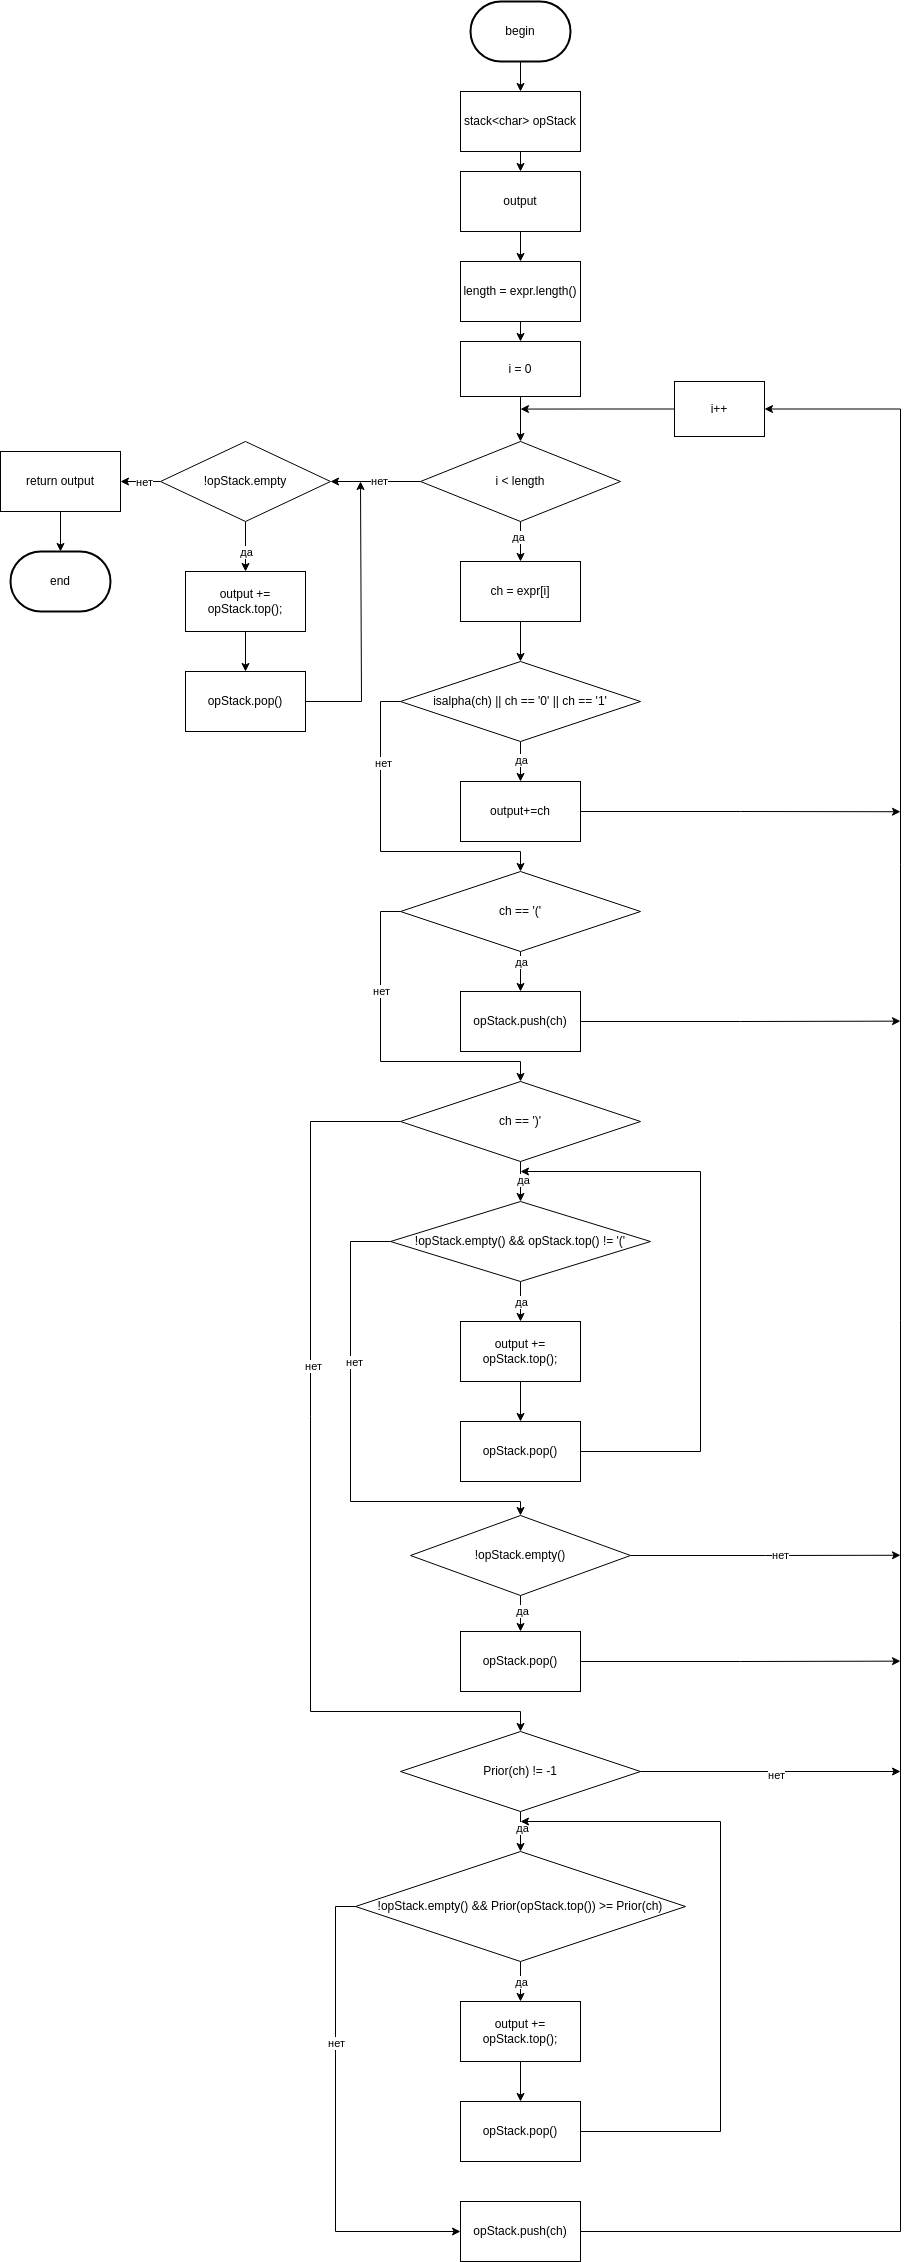 begin
stack<char> opStack
output
length = expr.length()
i = 0
i++
return output
нет
!opStack.empty
нет
i < length
да
да
end
output +=
opStack.top();
ch = expr[i]
opStack.pop()
isalpha(ch) || ch == '0' || ch == '1'
нет
да
output+=ch
ch == '('
да
нет
opStack.push(ch)
ch == ')'
да
!opStack.empty() && opStack.top() != '('
да
output +=
opStack.top();
нет
нет
opStack.pop()
!opStack.empty()
нет
да
opStack.pop()
Prior(ch) != -1
нет
да
!opStack.empty() && Prior(opStack.top()) >= Prior(ch)
да
output +=
opStack.top();
нет
opStack.pop()
opStack.push(ch)